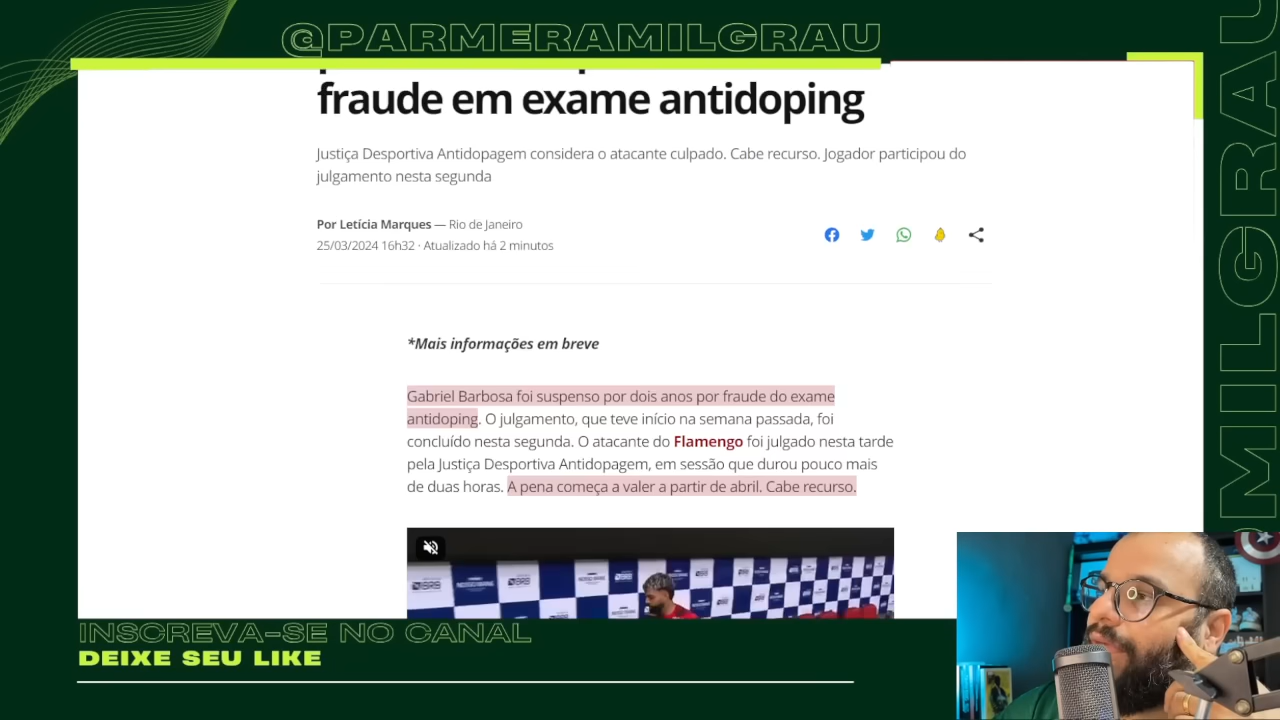 @PARMERAMILGRAU
fraude em exame antidoping
Justiça Desportiva Antidopagem considera o atacante culpado. Cabe recurso. Jogador participou do
julgamento nesta segunda
Por Letícia Marques — Rio de Janeiro
25/03/2024 16h32 · Atualizado há 2 minutos
*Mais informações em breve
Gabriel Barbosa foi suspenso por dois anos por fraude do exame
antidoping. O julgamento, que teve início na semana passada, foi
concluído nesta segunda. O atacante do Flamengo foi julgado nesta tarde
pela Justiça Desportiva Antidopagem, em sessão que durou pouco mais
de duas horas. A pena começa a valer a partir de abril. Cabe recurso.
INSCREVA-SE NO CANAL
DEIXE SEU LIKE
MILGRAU